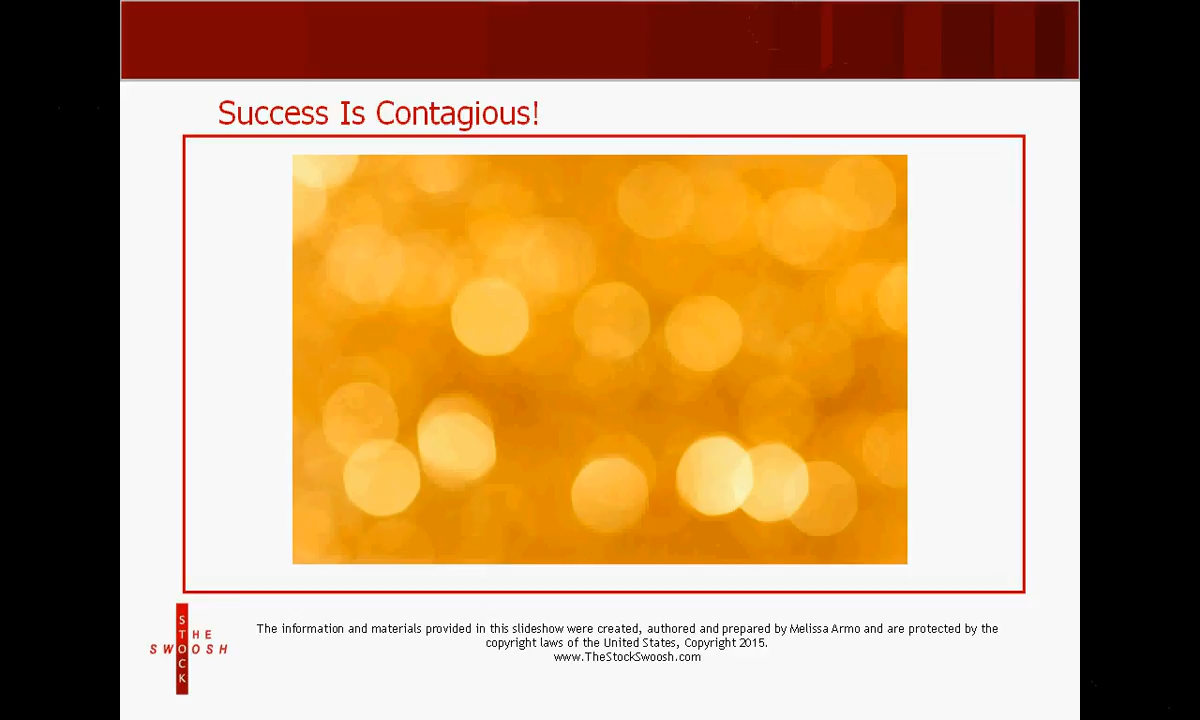 Success Is Contagious!
THE
STOCK
SWOOSH
The information and materials provided in this slideshow were created, authored and prepared by Melissa Armo and are protected by the
copyright laws of the United States, Copyright 2015.
www.TheStockSwoosh.com